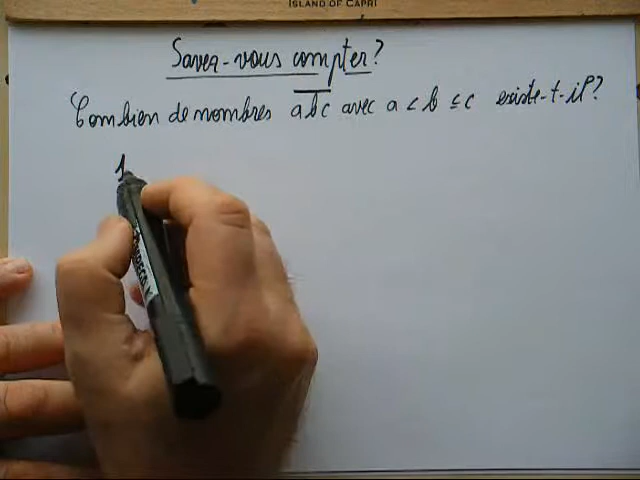 ISLAND OF CAPRI
Savez-vous compter?
Combien de nombres abc avec a < b ≤ c existe-t-il?
1